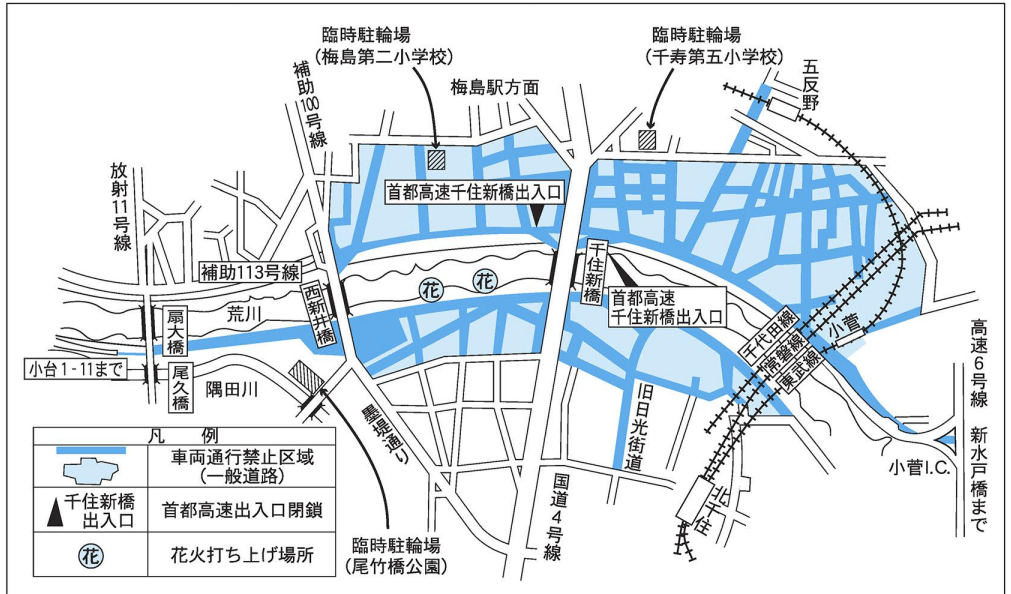 臨時駐輪場
(梅島第二小学校)
臨時駐輪場
(千寿第五小学校)
補助100号線
梅島駅方面
五反野
放射11号線
首都高速千住新橋出入口
補助113号線
西新井橋
花
花
千住新橋
首都高速
千住新橋出入口
荒川
扇大橋
千代田線
常磐線
東武線
小菅
小台1-11まで
尾久橋
隅田川
墨堤通り
旧日光街道
高速6号線 新水戸橋まで
小菅I.C.
国道4号線
北千住
臨時駐輪場
(尾竹橋公園)
凡 例
車両通行禁止区域
(一般道路)
千住新橋
出入口
首都高速出入口閉鎖
花
花火打ち上げ場所